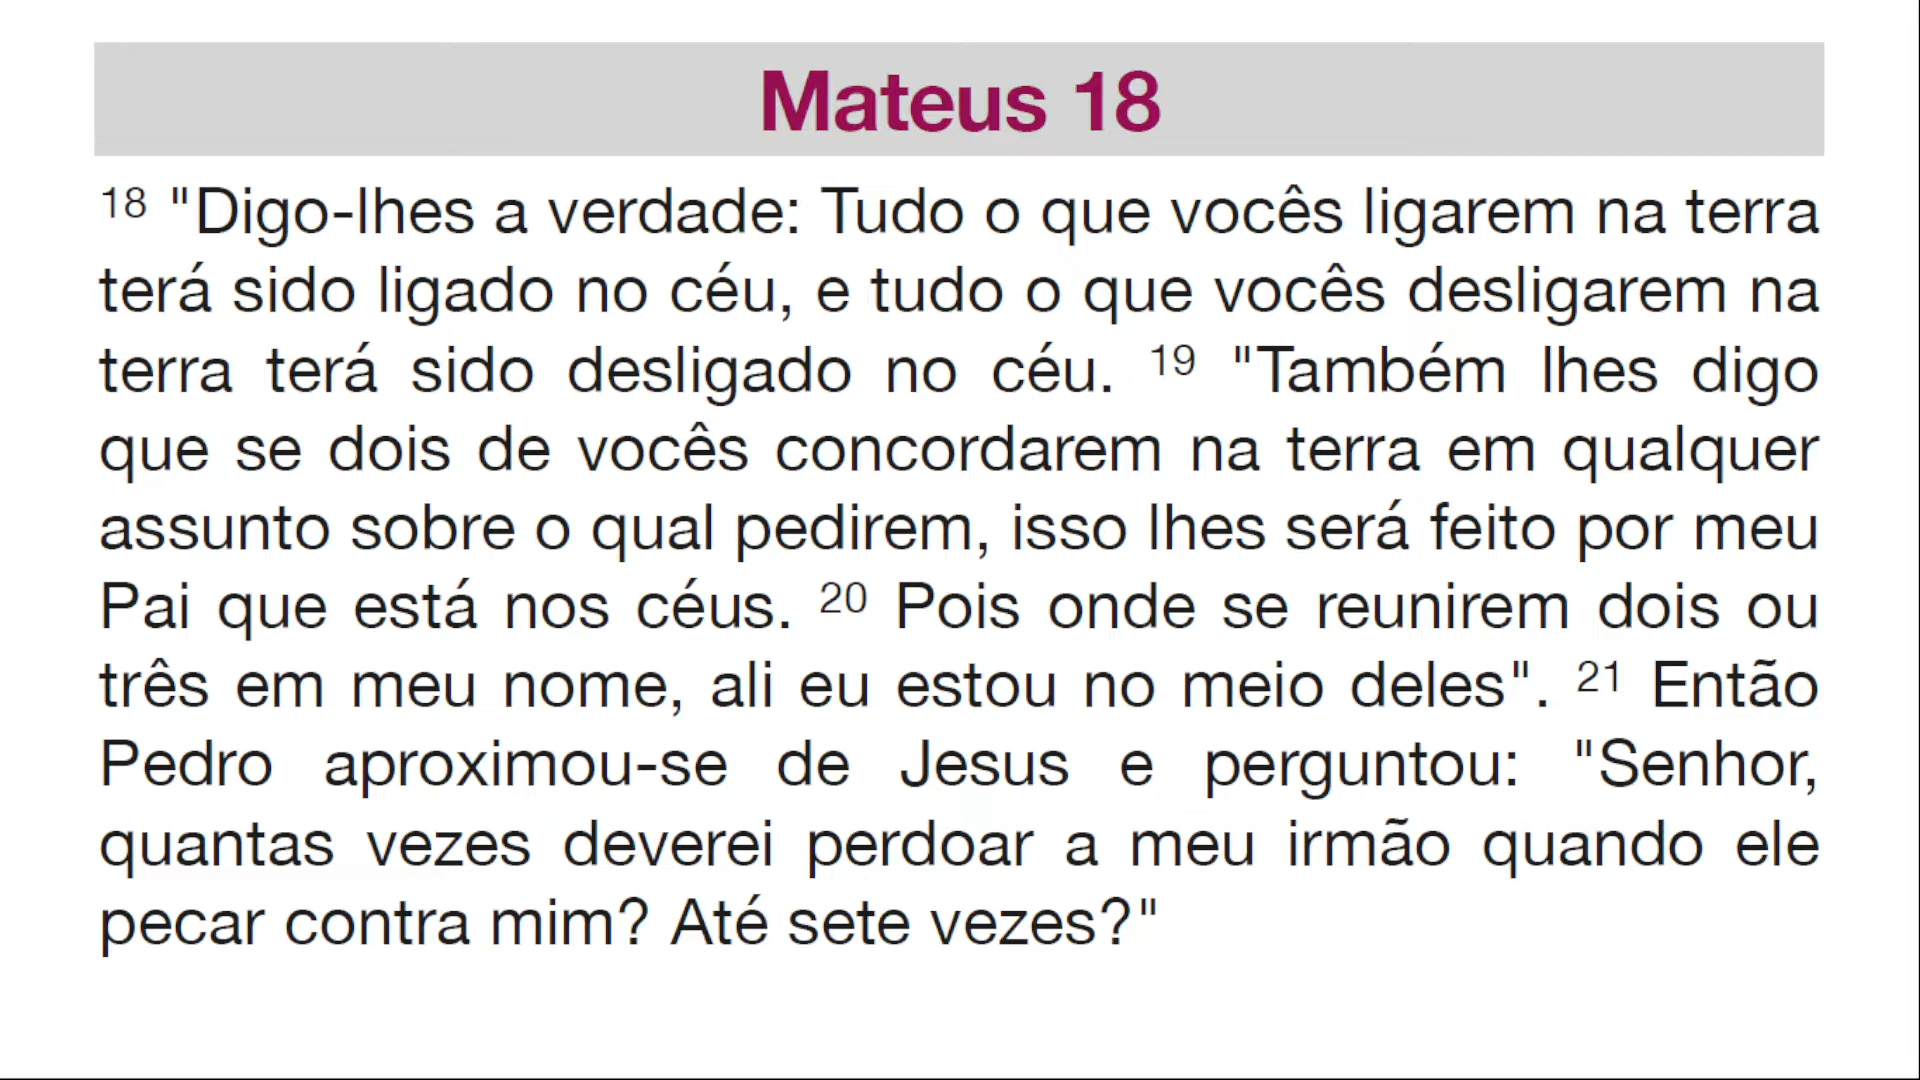 Mateus 18
18 "Digo-lhes a verdade: Tudo o que vocês ligarem na terra
terá sido ligado no céu, e tudo o que vocês desligarem na
terra terá sido desligado no céu. 19 "Também lhes digo
que se dois de vocês concordarem na terra em qualquer
assunto sobre o qual pedirem, isso lhes será feito por meu
Pai que está nos céus. 20 Pois onde se reunirem dois ou
três em meu nome, ali eu estou no meio deles". 21 Então
Pedro aproximou-se de Jesus e perguntou: "Senhor,
quantas vezes deverei perdoar a meu irmão quando ele
pecar contra mim? Até sete vezes?"